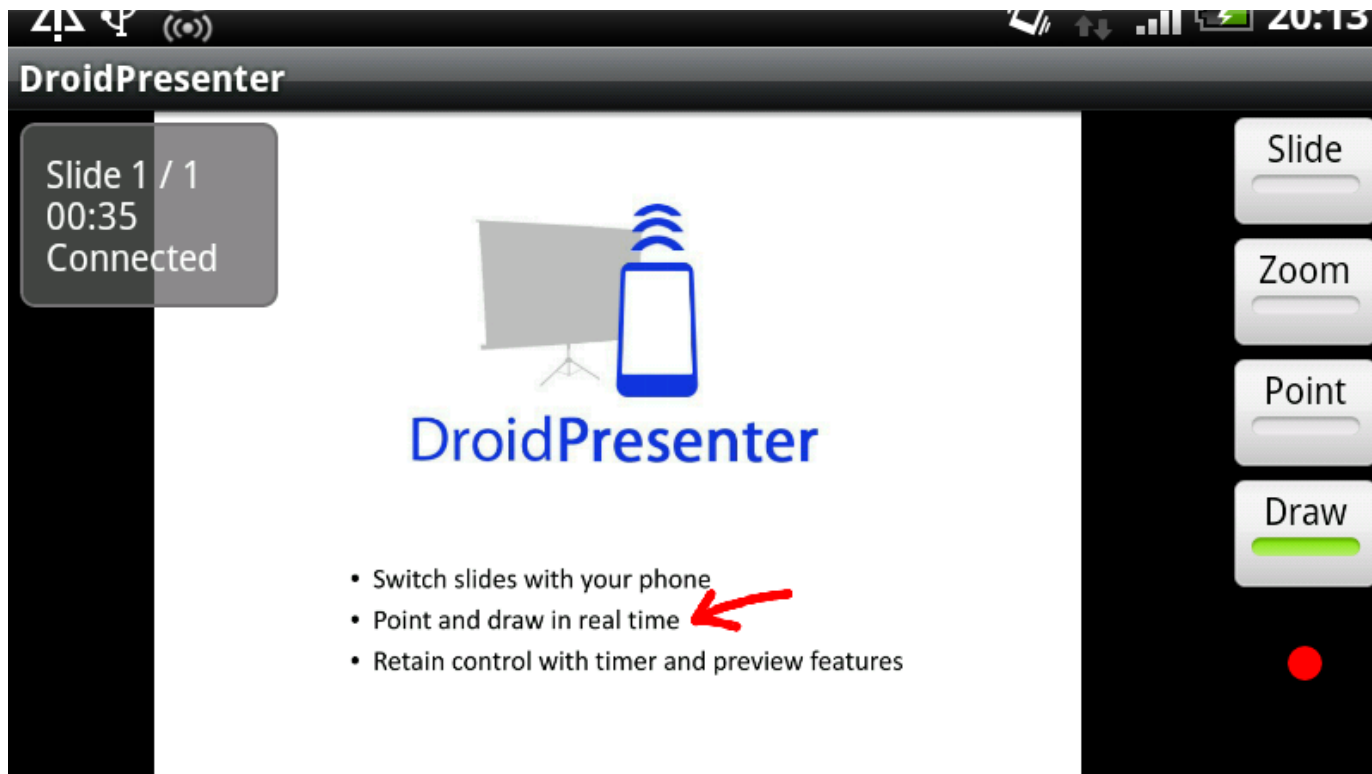 20:13
DroidPresenter
Slide 1 / 1
00:35
Connected
DroidPresenter
• Switch slides with your phone
• Point and draw in real time
• Retain control with timer and preview features
Slide
Zoom
Point
Draw